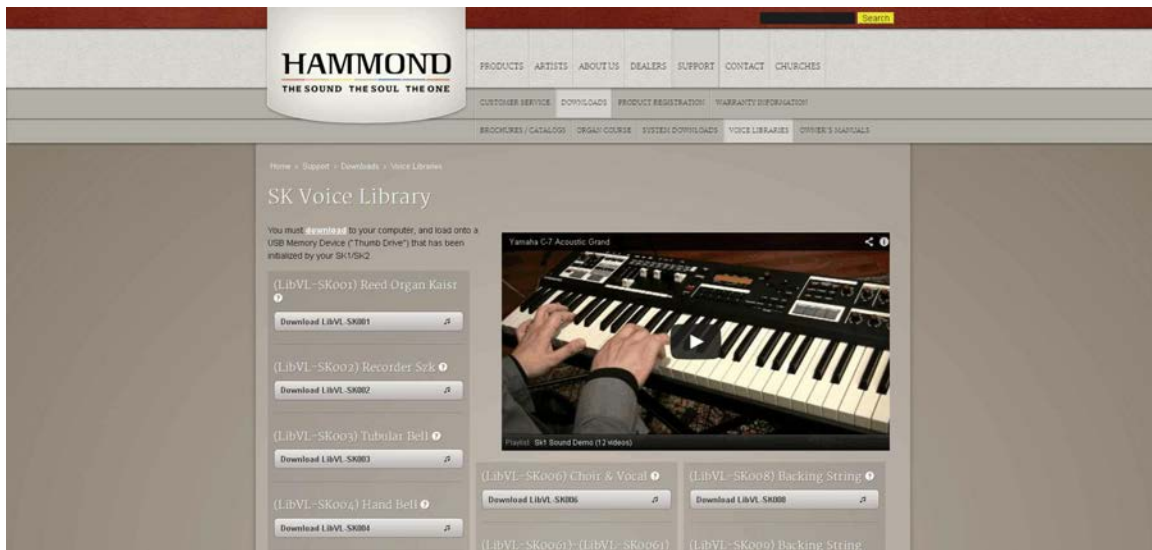 Search
HAMMOND
THE SOUND THE SOUL THE ONE
PRODUCTS ARTISTS ABOUT US DEALERS SUPPORT CONTACT CHURCHES
CUSTOMER SERVICE DOWNLOADS PRODUCT REGISTRATION WARRANTY INFORMATION
BROCHURES / CATALOGS ORGAN COURSE SYSTEM DOWNLOADS VOICE LIBRARIES OWNER'S MANUALS
Home » Support » Downloads » Voice Libraries
SK Voice Library
You must download to your computer, and load onto a
USB Memory Device ("Thumb Drive") that has been
initialized by your SK1/SK2
(LibVL-SK001) Reed Organ Kaisr
Download LibVL-SK001
(LibVL-SK002) Recorder Szk
Download LibVL-SK002
(LibVL-SK003) Tubular Bell
Download LibVL-SK003
(LibVL-SK004) Hand Bell
Download LibVL-SK004
Yamaha C-7 Acoustic Grand
Playlist: Sk1 Sound Demo (12 videos)
(LibVL-SK006) Choir & Vocal
Download LibVL-SK006
(LibVL-SK0061)-(LibVL-SK0061)
(LibVL-SK008) Backing String
Download LibVL-SK008
(LibVL-SK009) Backing String